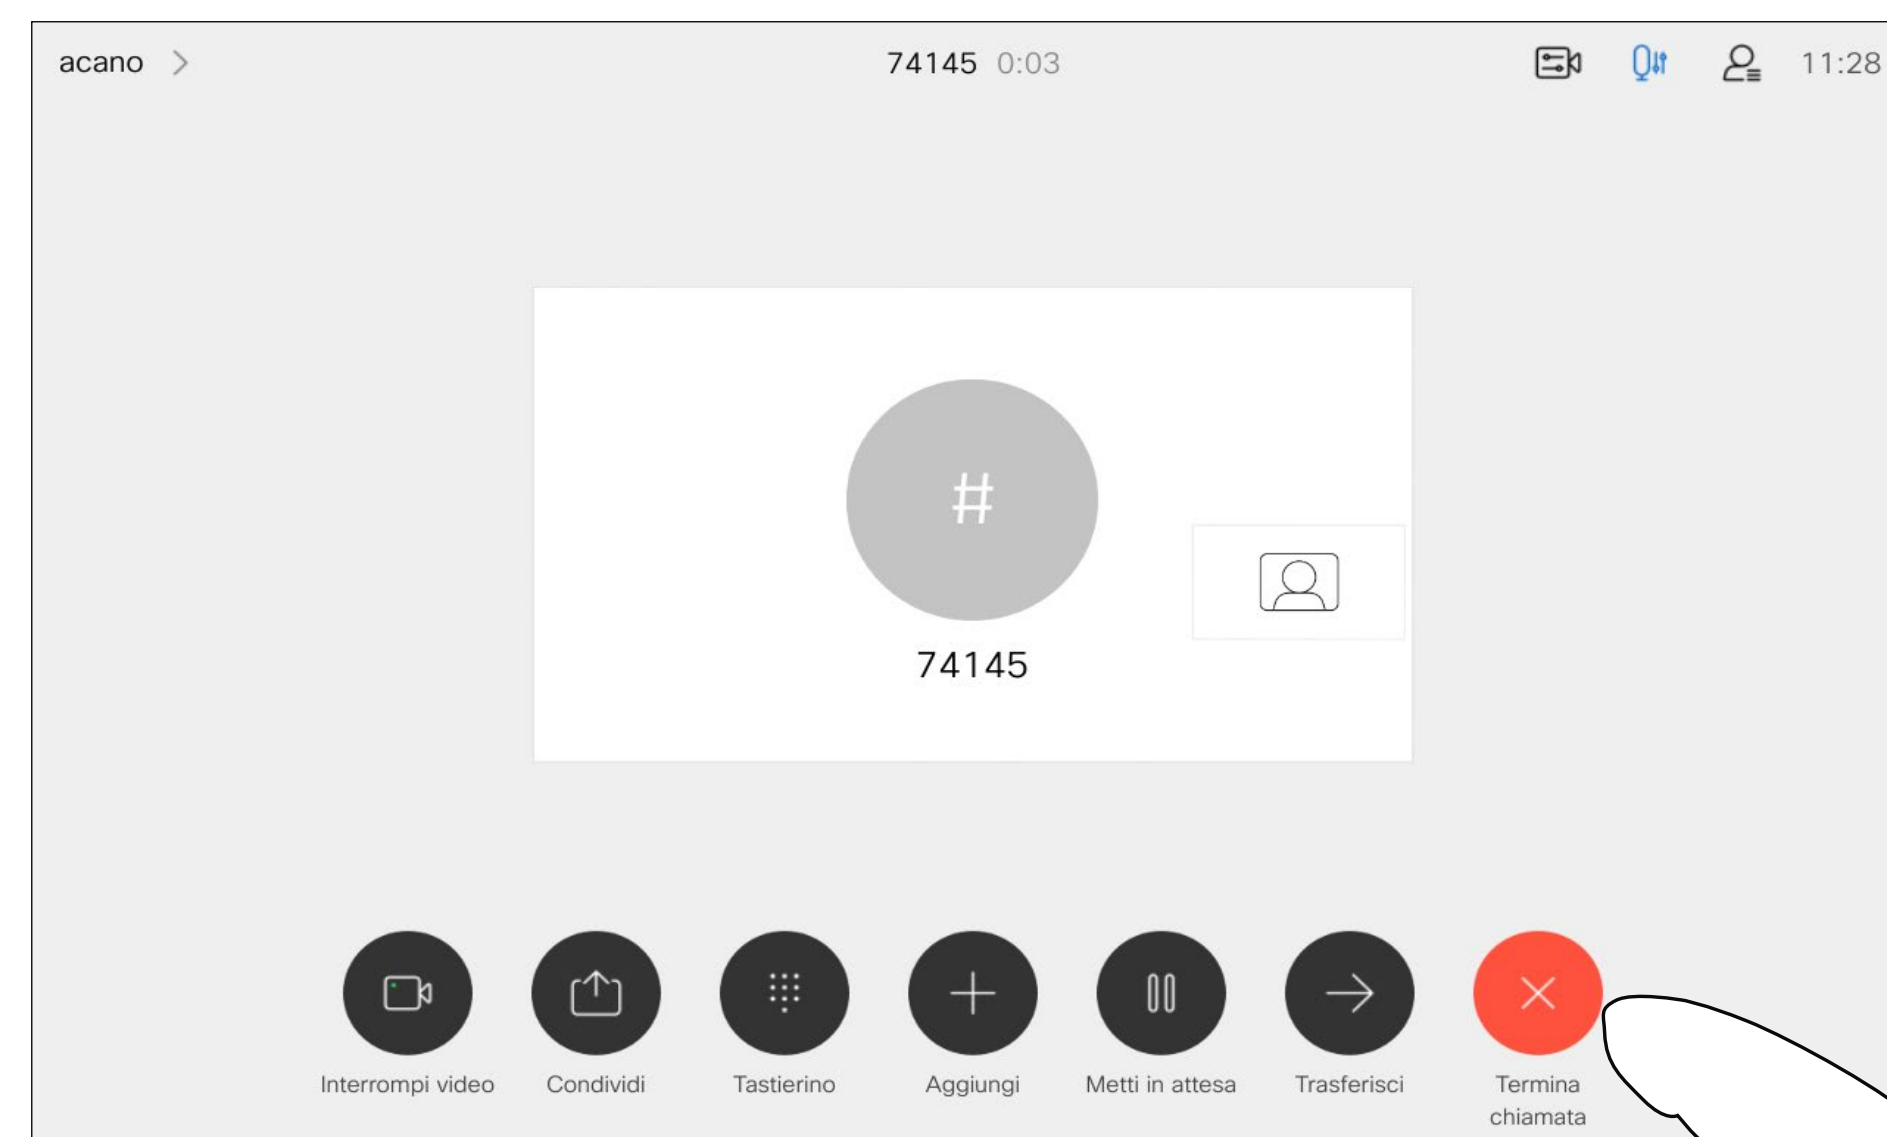 acano
74145 0:03
11:28
#
74145
Interrompi video
Condividi
Tastierino
Aggiungi
Metti in attesa
Trasferisci
Termina
chiamata